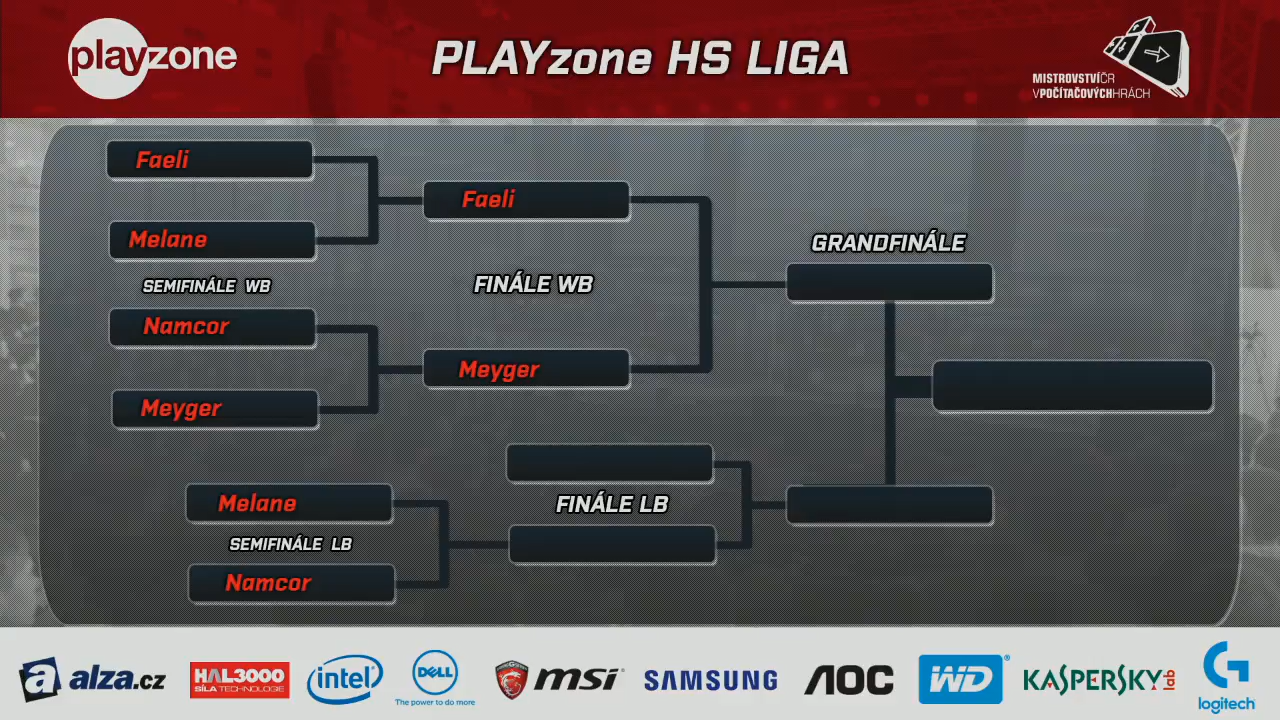 playzone
PLAYzone HS LIGA
MISTROVSTVÍČR
VPOČÍTAČOVÝCHHRÁCH
Faeli
Melane
SEMIFINÁLE WB
Namcor
Meyger
Faeli
FINÁLE WB
Meyger
GRANDFINÁLE
Melane
SEMIFINÁLE LB
Namcor
FINÁLE LB
a alza.cz
HAL3000
SÍLA TECHNOLOGIE
intel
DELL
The power to do more
msi
SAMSUNG
AOC
WD
KASPERSKY lab
G
logitech